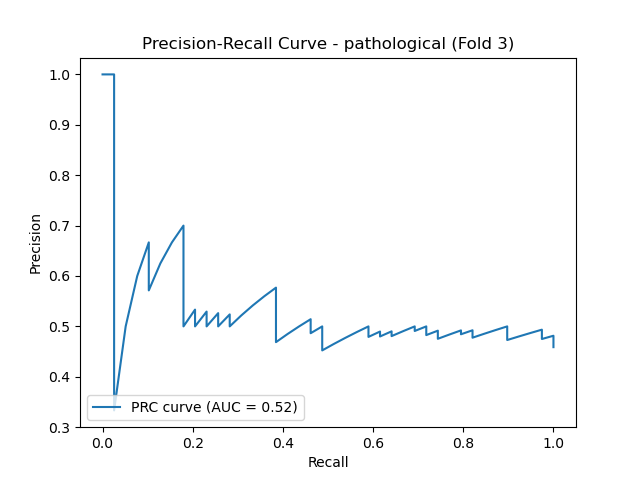 Precision-Recall Curve - pathological (Fold 3)
1.0
0.9
0.8
0.7
0.6
0.5
0.4
0.3
Precision
PRC curve (AUC = 0.52)
0.0 0.2 0.4 0.6 0.8 1.0
Recall